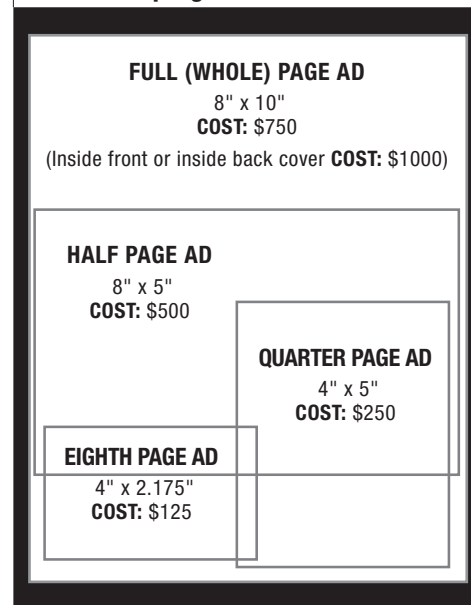 FULL (WHOLE) PAGE AD
8" x 10"
COST: $750
(Inside front or inside back cover COST: $1000)
HALF PAGE AD
8" x 5"
COST: $500
QUARTER PAGE AD
4" x 5"
COST: $250
EIGHTH PAGE AD
4" x 2.175"
COST: $125